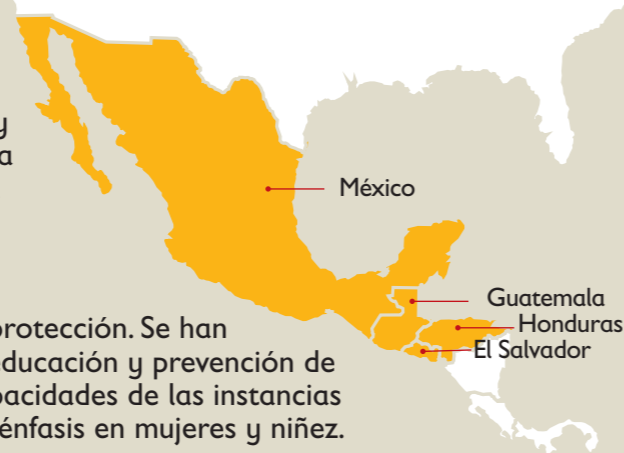 y
a
México
Guatemala
Honduras
El Salvador
protección. Se han
educación y prevención de
pacidades de las instancias
énfasis en mujeres y niñez.